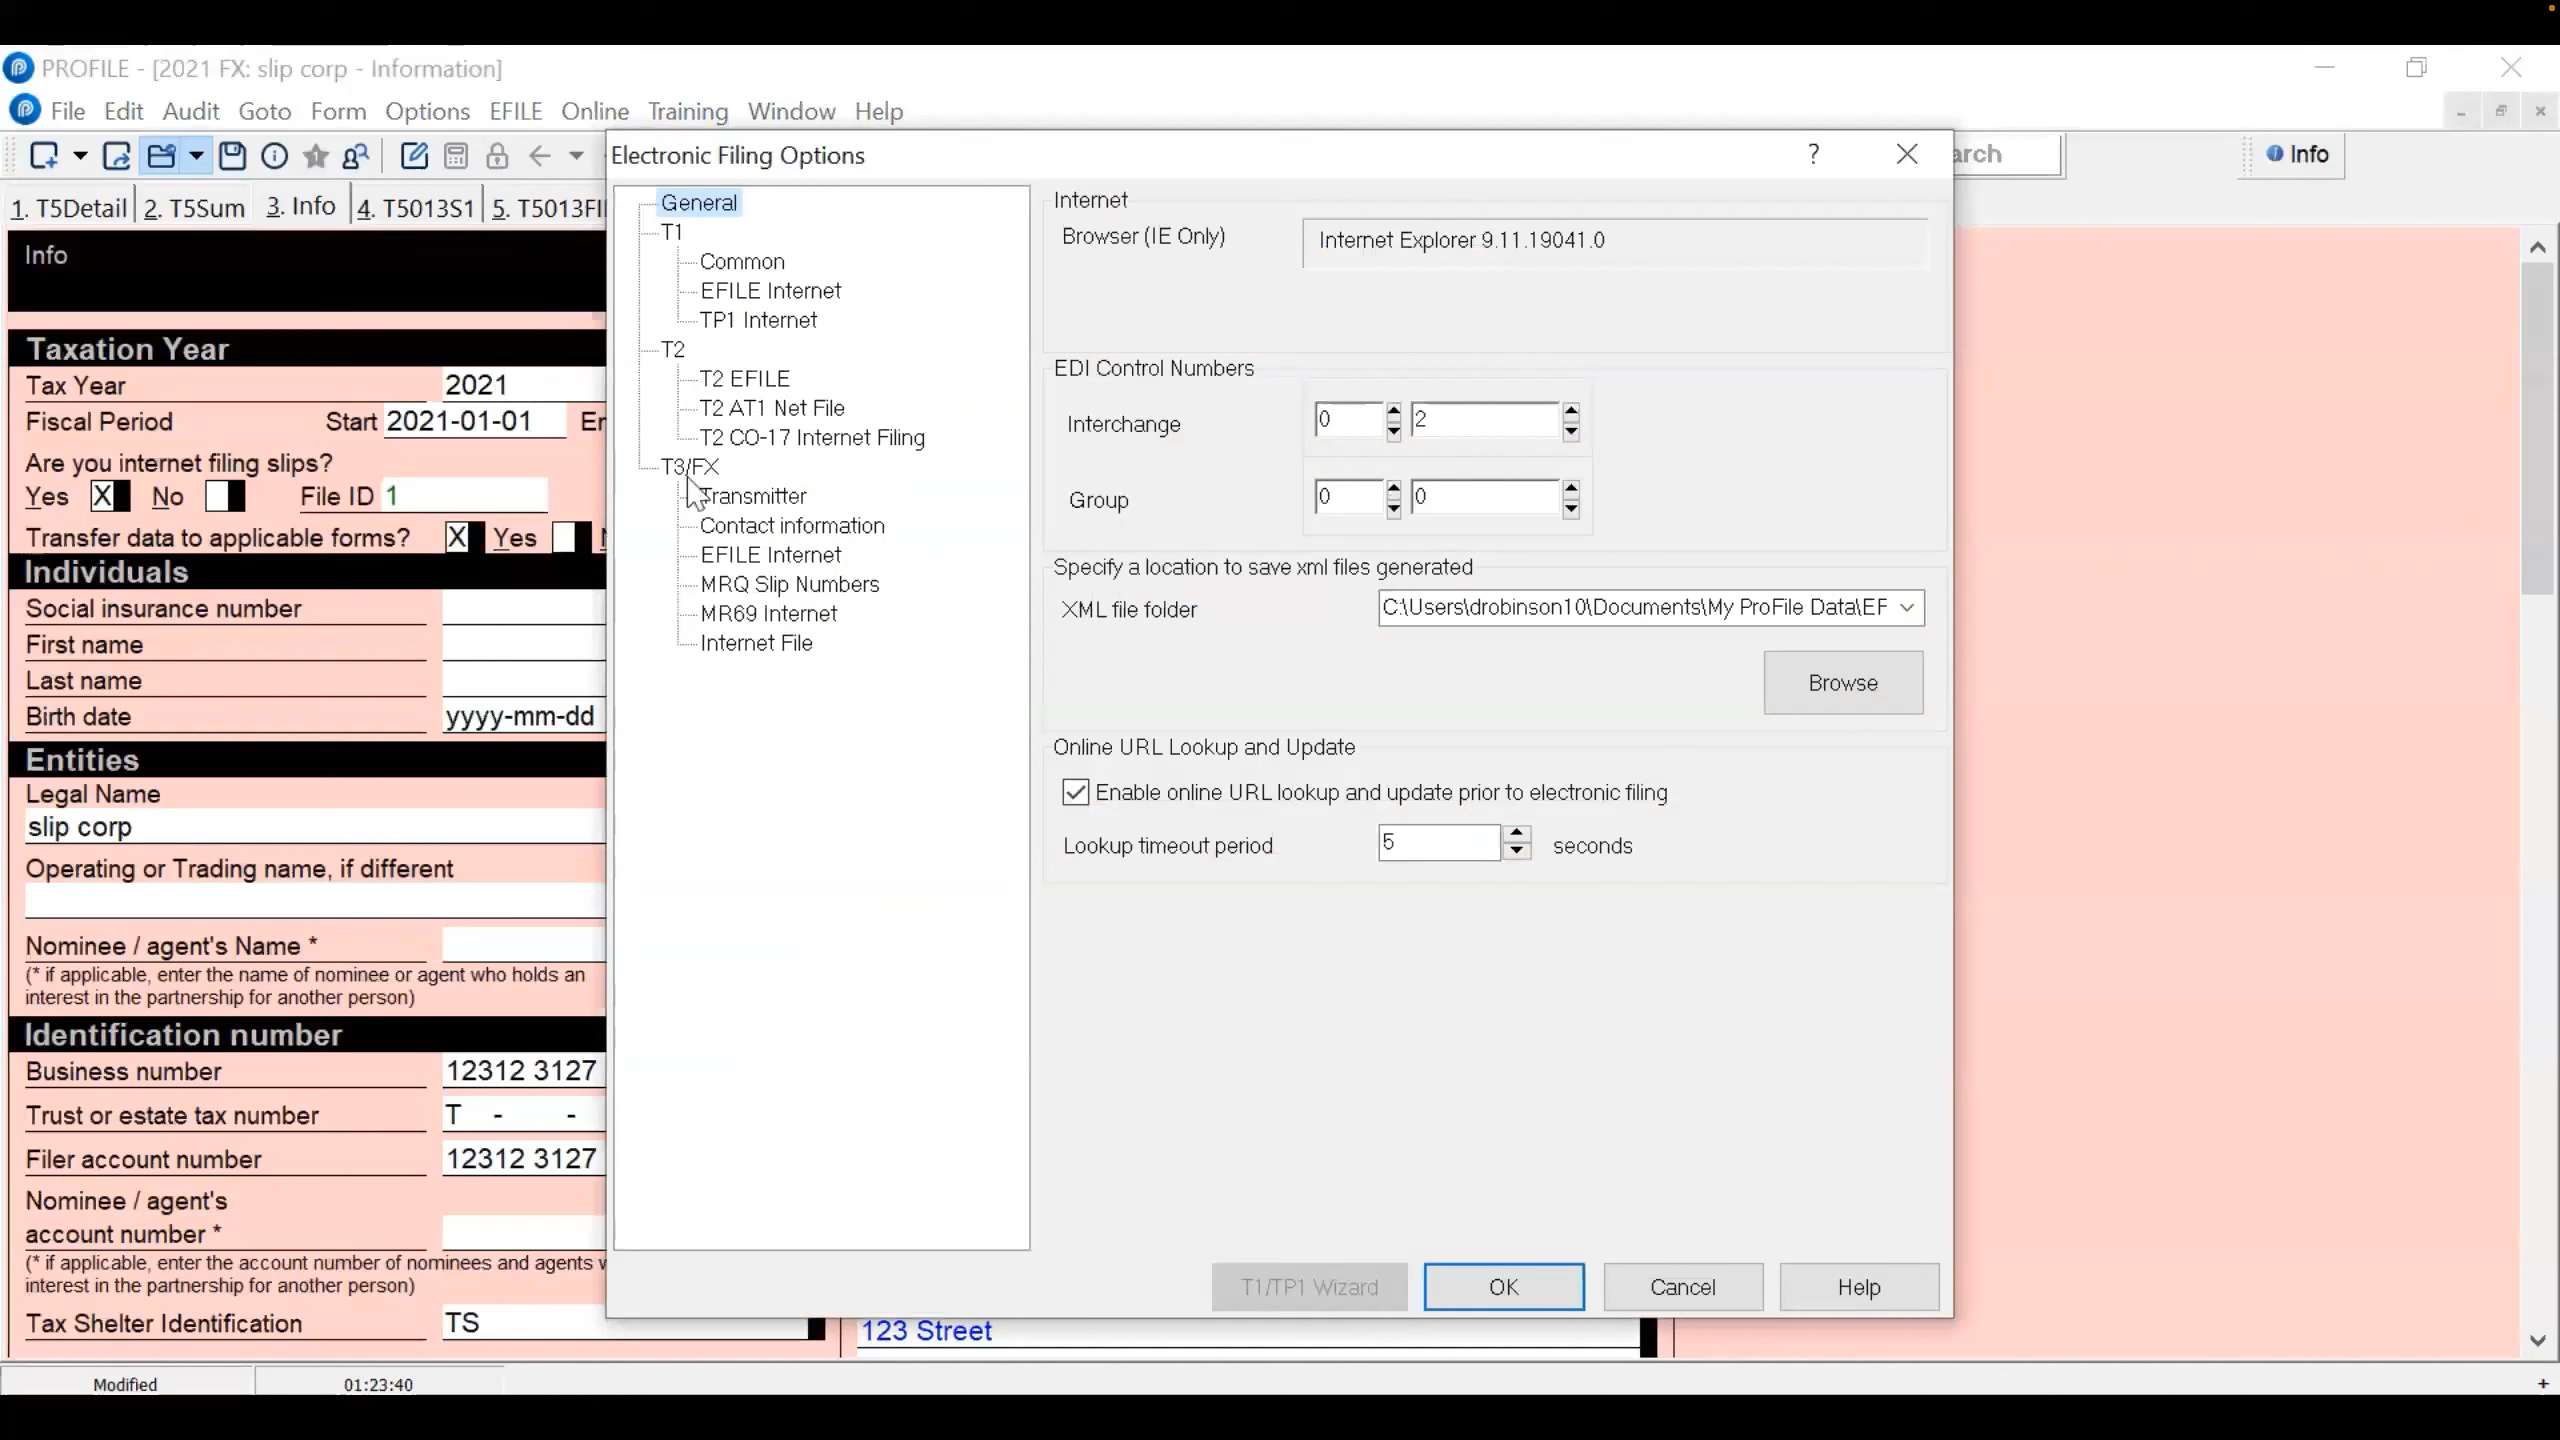 PROFILE - [2021 FX: slip corp - Information]
File Edit Audit Goto Form Options EFILE Online Training Window Help
Info
1. T5Detail 2. T5Sum 3. Info 4. T5013S1 5. T5013FI
Info
Taxation Year
Tax Year 2021
Fiscal Period Start 2021-01-01
Are you internet filing slips?
Yes X No File ID 1
Transfer data to applicable forms? X Yes
Individuals
Social insurance number
First name
Last name
Birth date yyyy-mm-dd
Entities
Legal Name
slip corp
Operating or Trading name, if different
Nominee / agent's Name *
(* if applicable, enter the name of nominee or agent who holds an
interest in the partnership for another person)
Identification number
Business number 12312 3127
Trust or estate tax number T - -
Filer account number 12312 3127
Nominee / agent's
account number *
(* if applicable, enter the account number of nominees and agents
interest in the partnership for another person)
Tax Shelter Identification TS
123 Street
Modified 01:23:40 +
Electronic Filing Options ?
General
T1
Common
EFILE Internet
TP1 Internet
T2
T2 EFILE
T2 AT1 Net File
T2 CO-17 Internet Filing
T3/FX
Transmitter
Contact information
EFILE Internet
MRQ Slip Numbers
MR69 Internet
Internet File
Internet
Browser (IE Only) Internet Explorer 9.11.19041.0
EDI Control Numbers
Interchange 0 2
Group 0 0
Specify a location to save xml files generated
XML file folder C:\Users\drobinson10\Documents\My ProFile Data\EF
Browse
Online URL Lookup and Update
Enable online URL lookup and update prior to electronic filing
Lookup timeout period 5 seconds
T1/TP1 Wizard OK Cancel Help